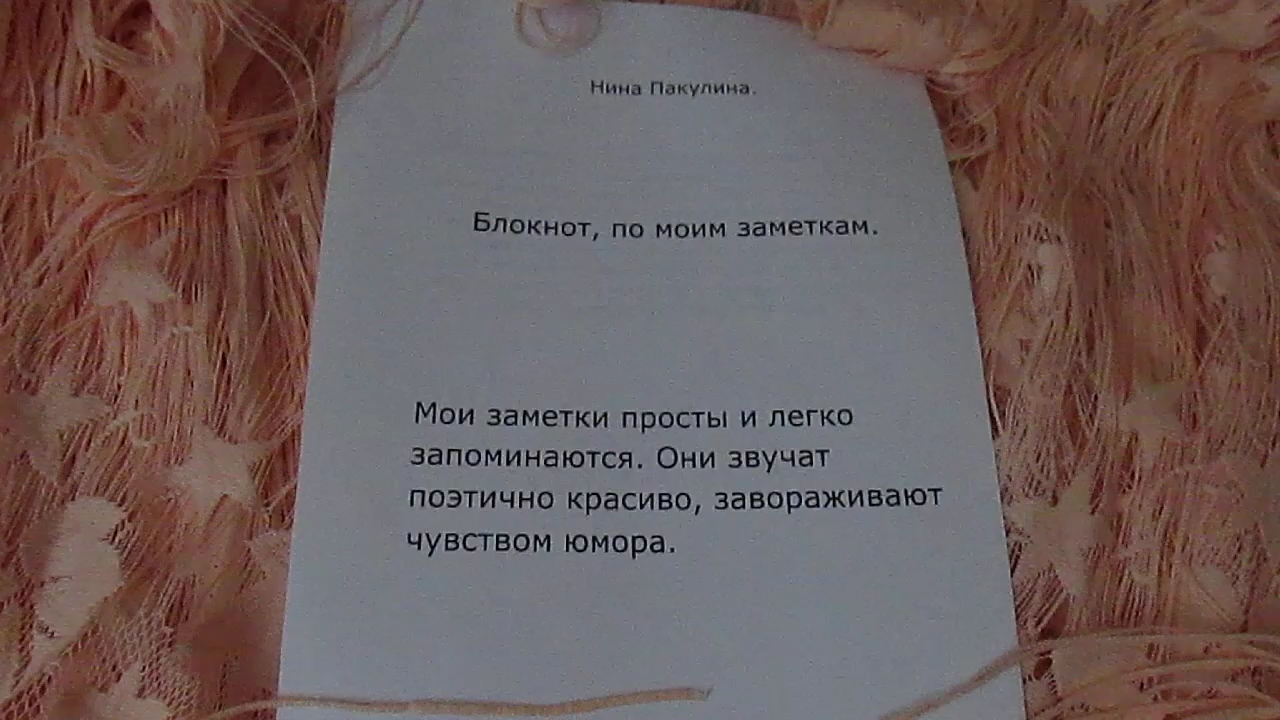 Нина Пакулина.
Блокнот, по моим заметкам.
Мои заметки просты и легко
запоминаются. Они звучат
поэтично красиво, завораживают
чувством юмора.